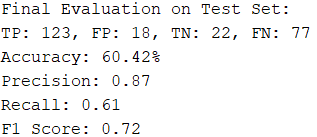 Final Evaluation on Test Set:
TP: 123, FP: 18, TN: 22, FN: 77
Accuracy: 60.42%
Precision: 0.87
Recall: 0.61
F1 Score: 0.72